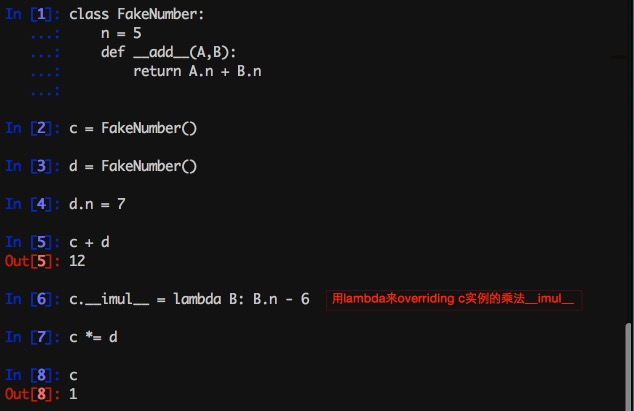 In [1]: class FakeNumber:
   ...:     n = 5
   ...:     def __add__(A,B):
   ...:         return A.n + B.n
   ...:
In [2]: c = FakeNumber()
In [3]: d = FakeNumber()
In [4]: d.n = 7
In [5]: c + d
Out[5]: 12
In [6]: c.__imul__ = lambda B: B.n - 6 用lambda来overriding c实例的乘法__imul__
In [7]: c *= d
In [8]: c
Out[8]: 1